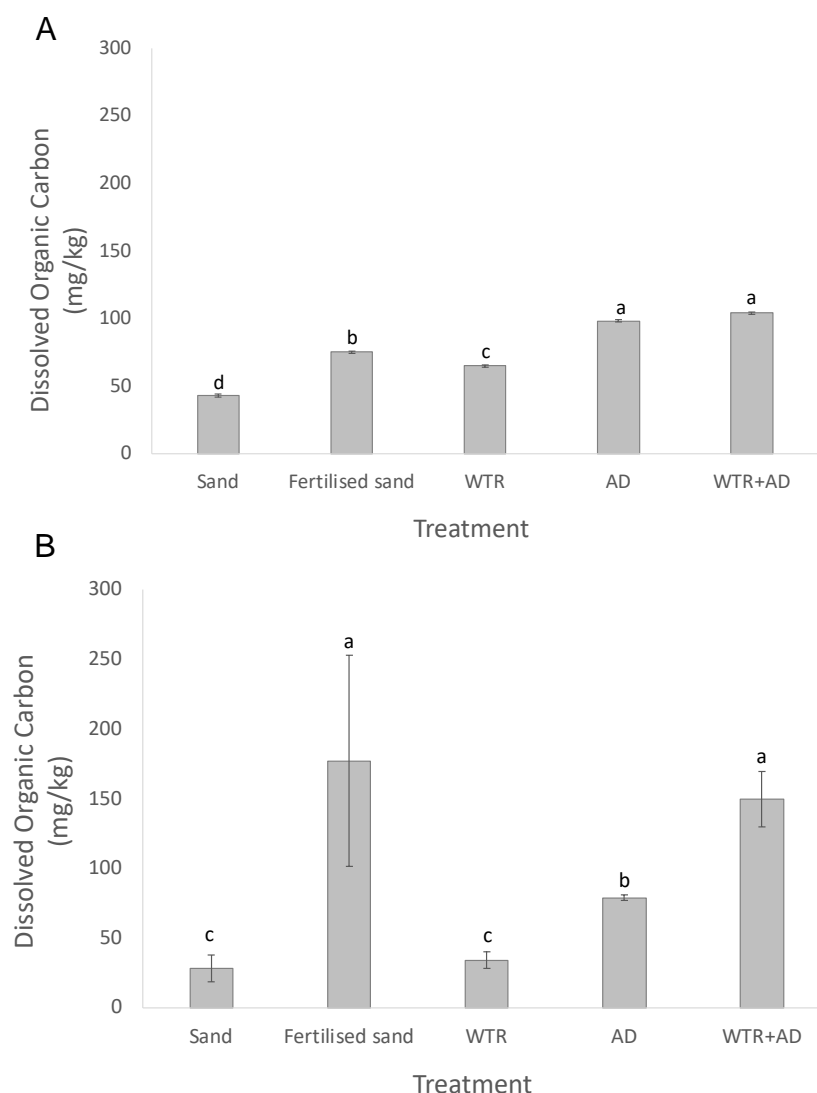 A
Dissolved Organic Carbon
(mg/kg)
300
250
200
150
100
50
0
d
b
c
a
a
Sand
Fertilised sand
WTR
AD
WTR+AD
Treatment
B
Dissolved Organic Carbon
(mg/kg)
300
250
200
150
100
50
0
c
a
c
b
a
Sand
Fertilised sand
WTR
AD
WTR+AD
Treatment